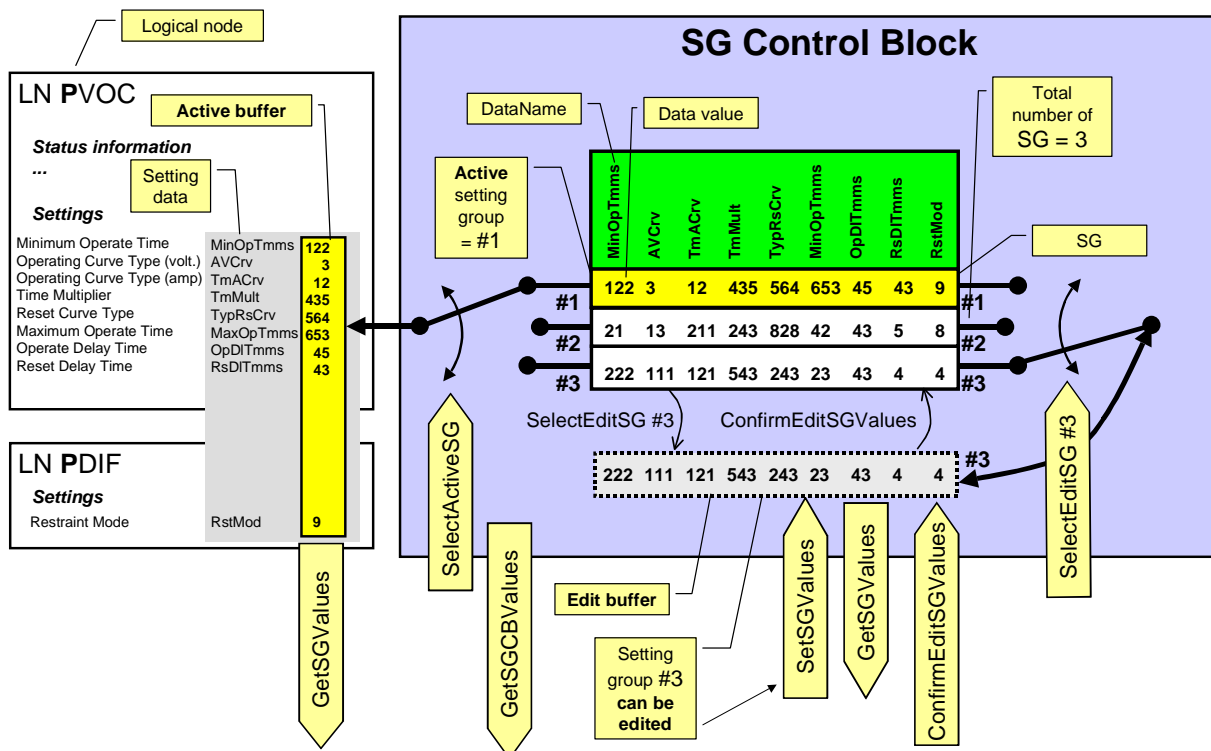 Logical node
LN PVOC
Active buffer
Status information
...
Setting
data
Settings
Minimum Operate Time MinOpTmms 122
Operating Curve Type (volt.) AVCrv 3
Operating Curve Type (amp) TmACrv 12
Time Multiplier TmMult 435
Reset Curve Type TypRsCrv 564
Maximum Operate Time MaxOpTmms 653
Operate Delay Time OpDlTmms 45
Reset Delay Time RsDlTmms 43
LN PDIF
Settings
Restraint Mode RstMod 9
GetSGValues
SG Control Block
DataName
Data value
Total
number of
SG = 3
Active
setting
group
= #1
MinOpTmms AVCrv TmACrv TmMult TypRsCrv MinOpTmms OpDlTmms RsDlTmms RstMod
SG
#1 122 3 12 435 564 653 45 43 9 #1
#2 21 13 211 243 828 42 43 5 8 #2
#3 222 111 121 543 243 23 43 4 4 #3
SelectEditSG #3
ConfirmEditSGValues
222 111 121 543 243 23 43 4 4 #3
SelectActiveSG
GetSGCBValues
Edit buffer
Setting
group #3
can be
edited
SetSGValues
GetSGValues
ConfirmEditSGValues
SelectEditSG #3